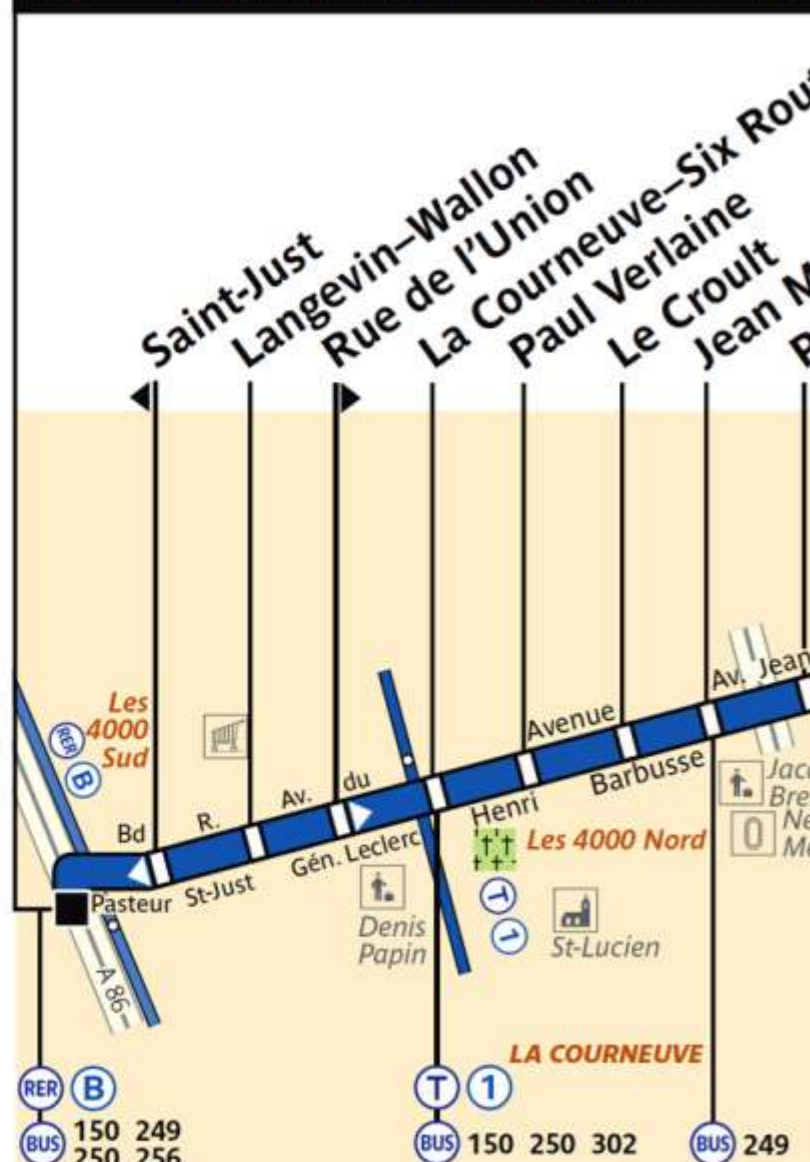 Saint-Just
Langevin–Wallon
Rue de l'Union
La Courneuve–Six
Paul Verlaine
Le Croult
Jean
Les
4000
Sud
RER
B
Bd
Pasteur
R.
St-Just
Av.
du
Gén. Leclerc
Henri
Avenue
Barbusse
Av. Jean
Les 4000 Nord
T
1
Denis
Papin
St-Lucien
A 86
LA COURNEUVE
RER B
BUS 150 249
250 256
T 1
BUS 150 250 302
BUS 249